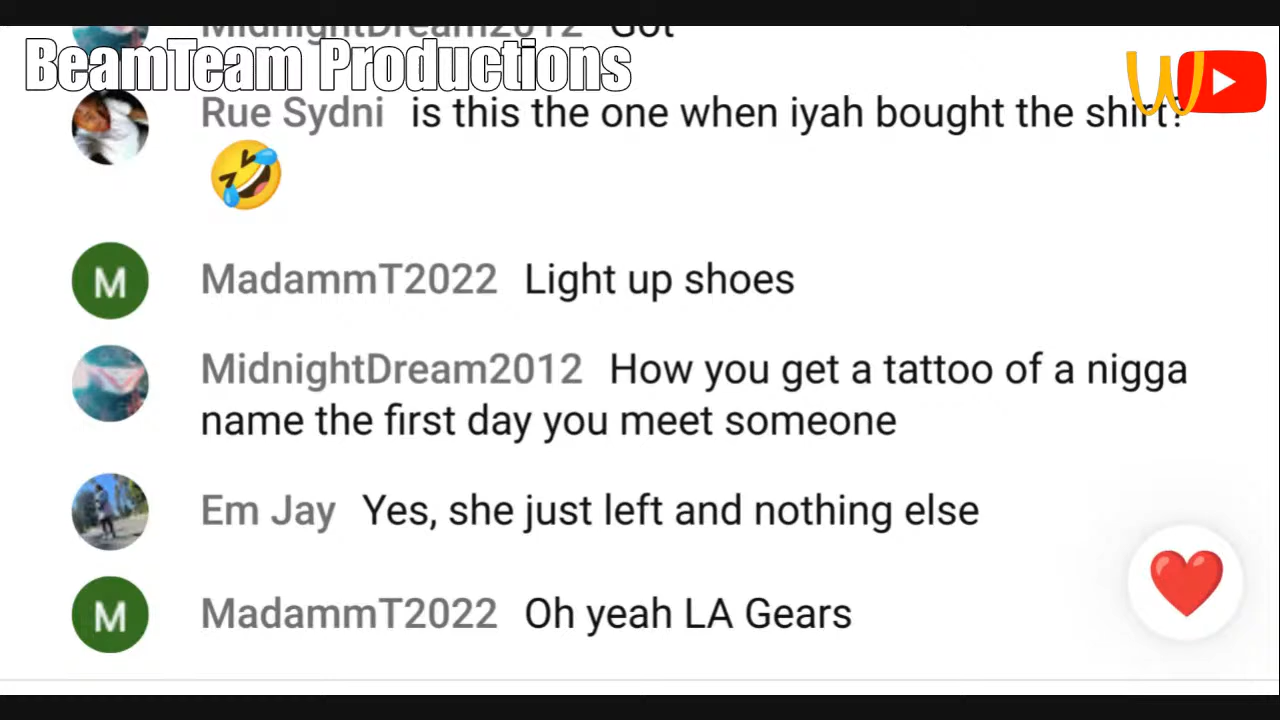 MidnightDream2012 Got
BeamTeam Productions
Rue Sydni is this the one when iyah bought the shirt?
M MadammT2022 Light up shoes
MidnightDream2012 How you get a tattoo of a nigga
name the first day you meet someone
Em Jay Yes, she just left and nothing else
M MadammT2022 Oh yeah LA Gears